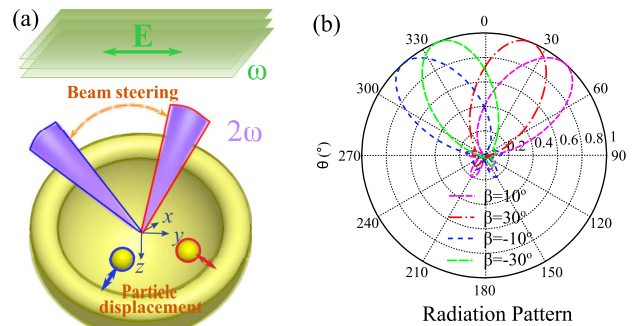 (a)
E
ω
Beam steering
2ω
x
y
z
Particle
displacement
(b)
0
330
30
300
60
0.2 0.4 0.6 0.8 1
270
90
θ (°)
240
120
210
150
180
β=10°
β=30°
β=-10°
β=-30°
Radiation Pattern